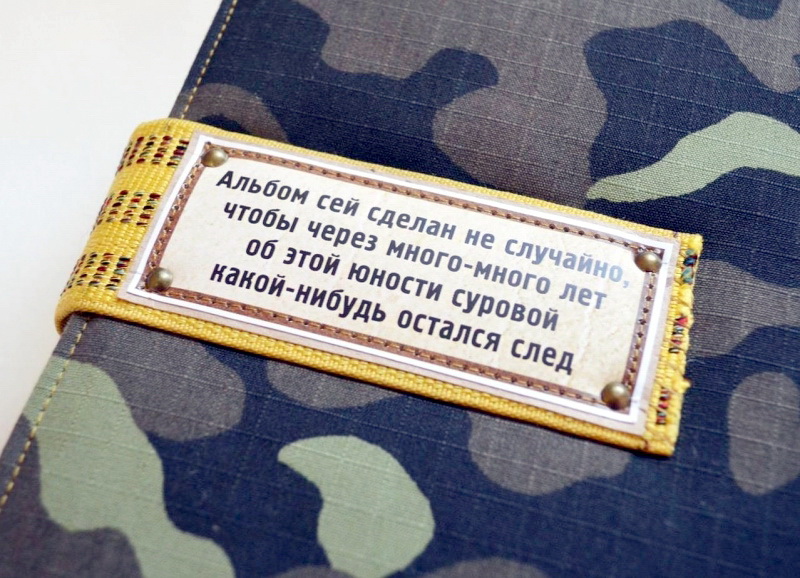 Альбом сей сделан не случайно,
чтобы через много-много лет
об этой юности суровой
какой-нибудь остался след